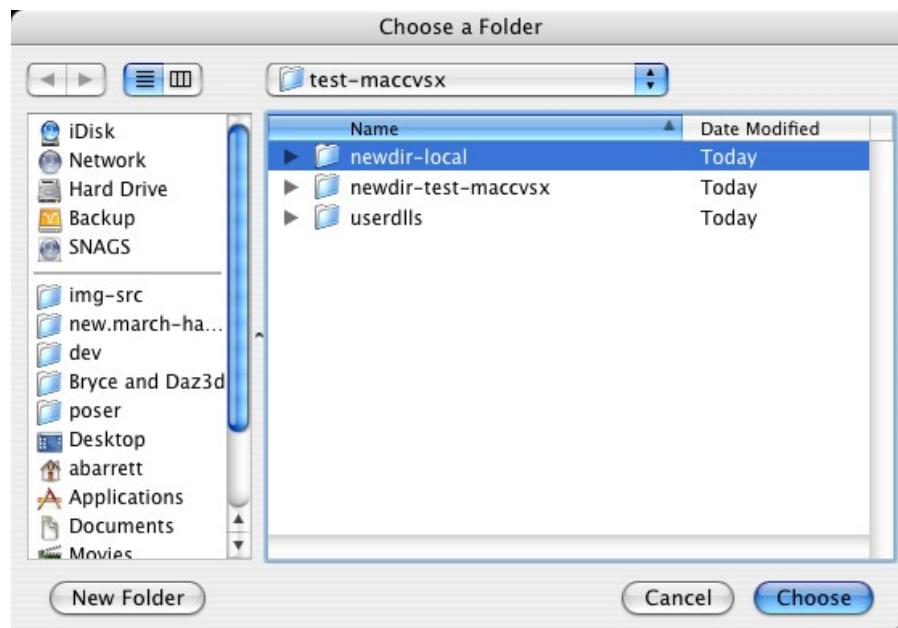 Choose a Folder
test-maccvsx
iDisk
Network
Hard Drive
Backup
SNAGS
img-src
new.march-ha...
dev
Bryce and Daz3d
poser
Desktop
abarrett
Applications
Documents
Movies
Name Date Modified
newdir-local Today
newdir-test-maccvsx Today
userdlls Today
New Folder Cancel Choose